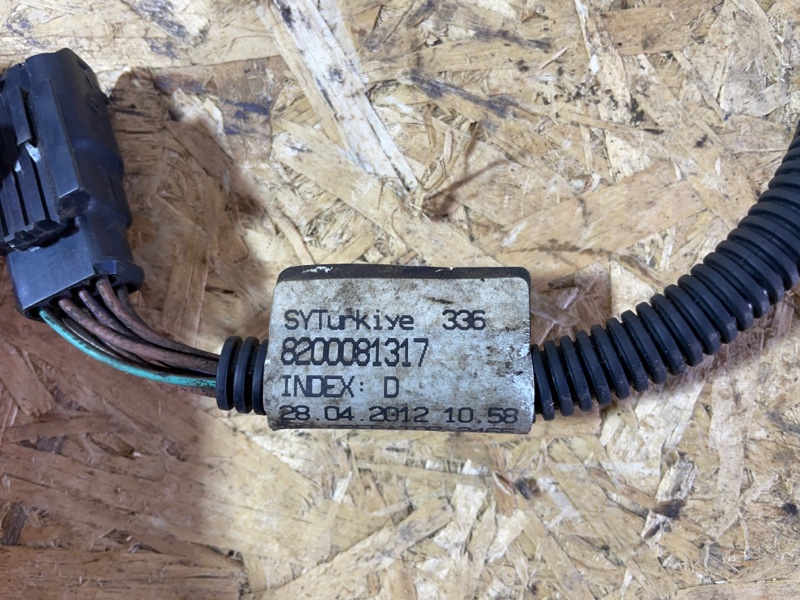 SYTurkiye 336
8200081317
INDEX: D
28.04.2012 10.58